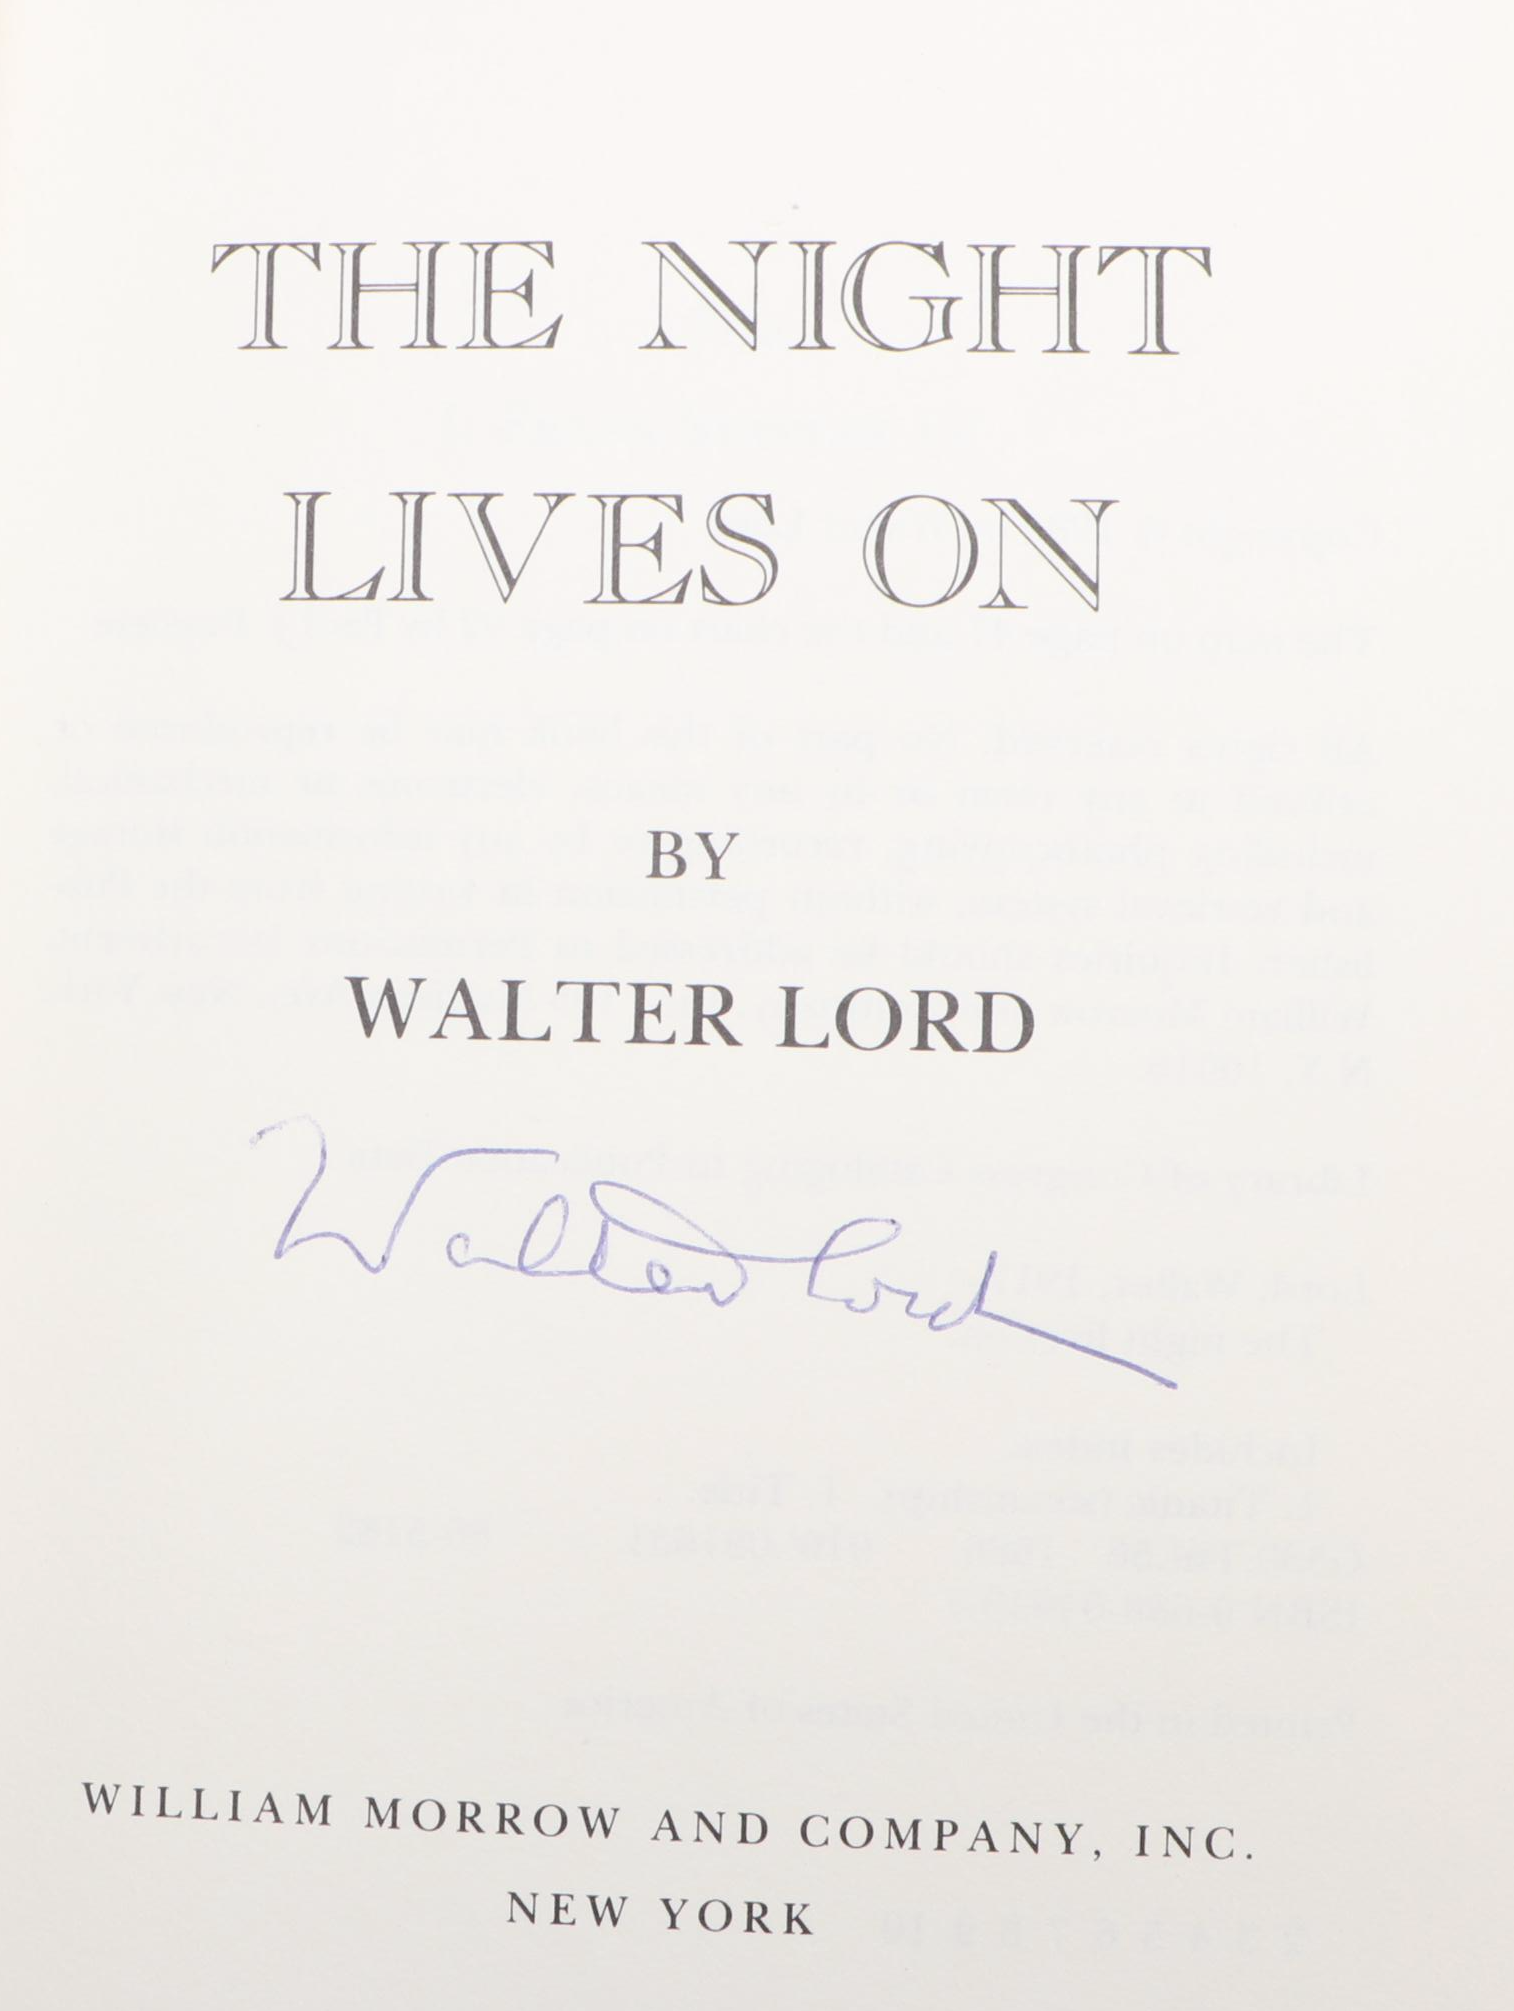 THE NIGHT
LIVES ON
BY
WALTER LORD
Walter Lord
WILLIAM MORROW AND COMPANY, INC.
NEW YORK